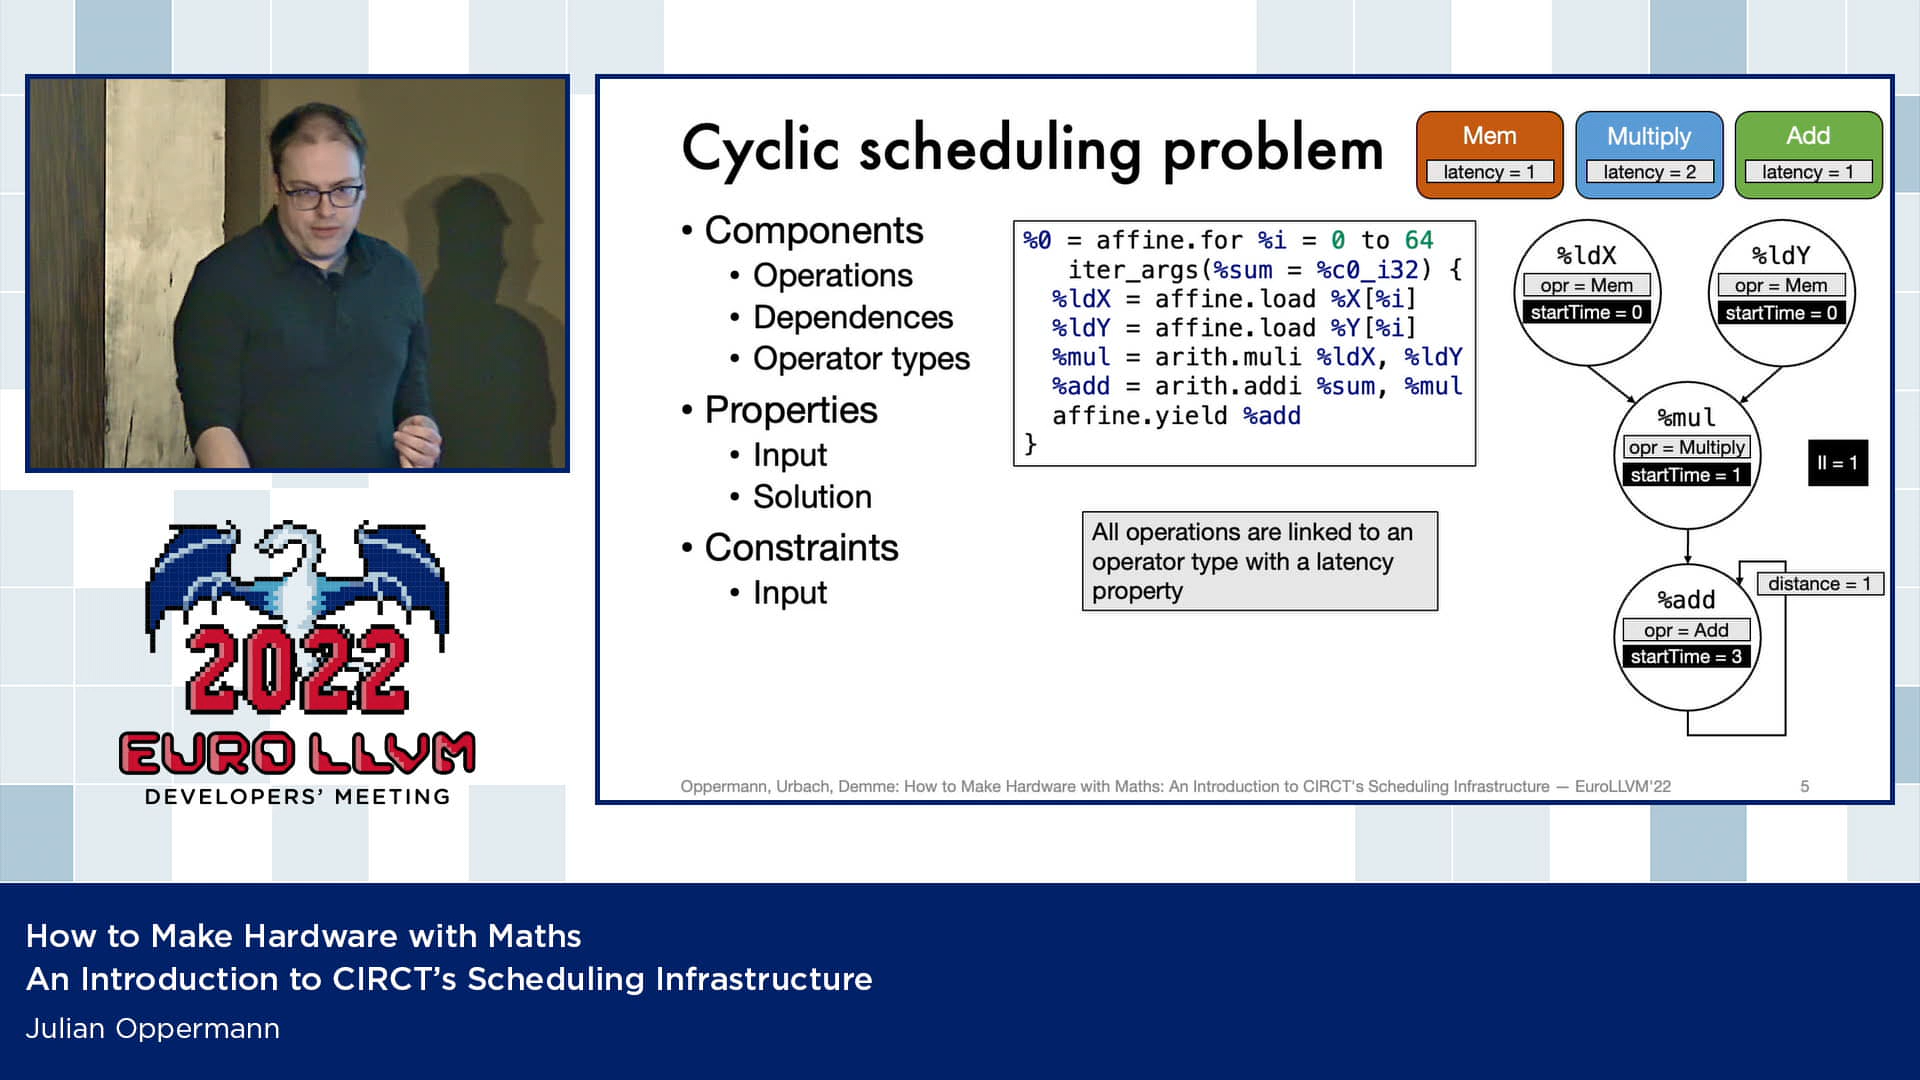 Cyclic scheduling problem
Mem
latency = 1
Multiply
latency = 2
Add
latency = 1
• Components
• Operations
• Dependences
• Operator types
• Properties
• Input
• Solution
• Constraints
• Input
%0 = affine.for %i = 0 to 64
iter_args(%sum = %c0_i32) {
%ldX = affine.load %X[%i]
%ldY = affine.load %Y[%i]
%mul = arith.muli %ldX, %ldY
%add = arith.addi %sum, %mul
affine.yield %add
}
All operations are linked to an
operator type with a latency
property
%ldX
opr = Mem
startTime = 0
%ldY
opr = Mem
startTime = 0
%mul
opr = Multiply
startTime = 1
II = 1
distance = 1
%add
opr = Add
startTime = 3
Oppermann, Urbach, Demme: How to Make Hardware with Maths: An Introduction to CIRCT's Scheduling Infrastructure — EuroLLVM'22
5
2022
EURO LLVM
DEVELOPERS’ MEETING
How to Make Hardware with Maths
An Introduction to CIRCT’s Scheduling Infrastructure
Julian Oppermann